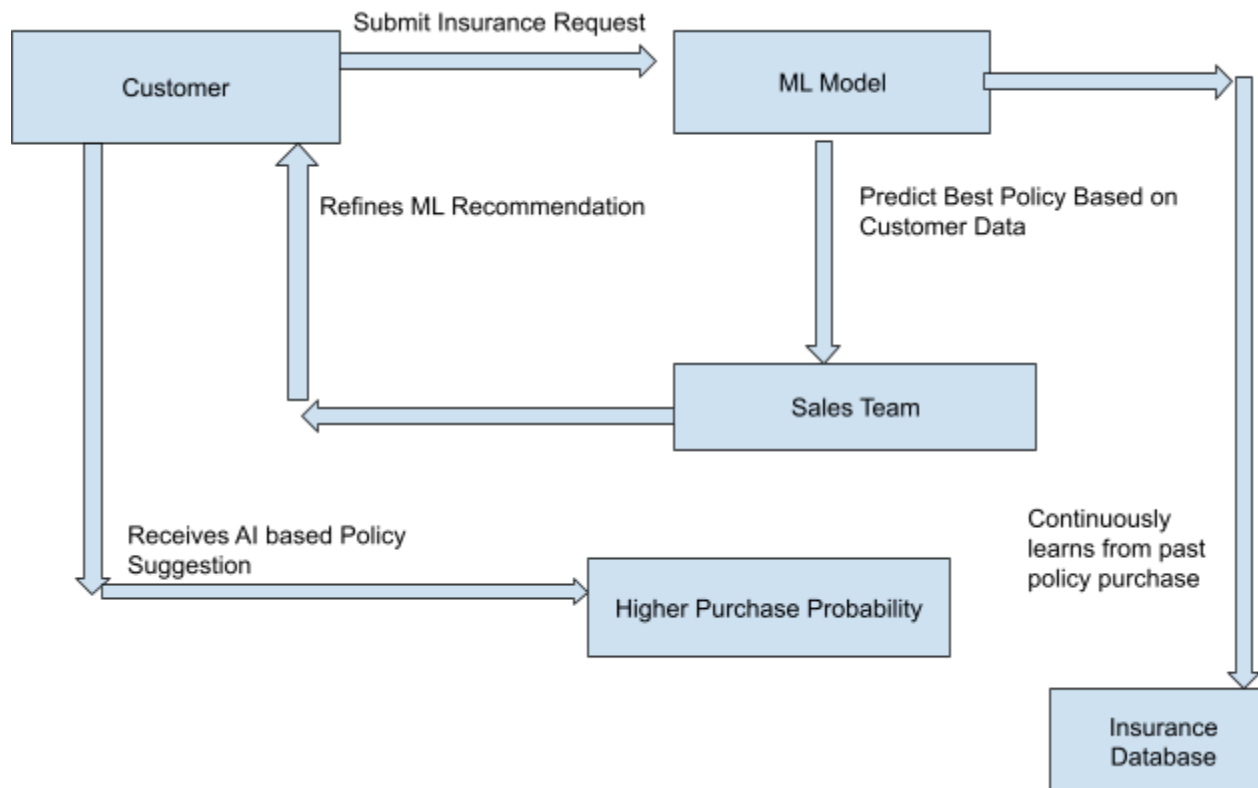 Submit Insurance Request
Customer
ML Model
Refines ML Recommendation
Predict Best Policy Based on
Customer Data
Sales Team
Receives AI based Policy
Suggestion
Continuously
learns from past
policy purchase
Higher Purchase Probability
Insurance
Database